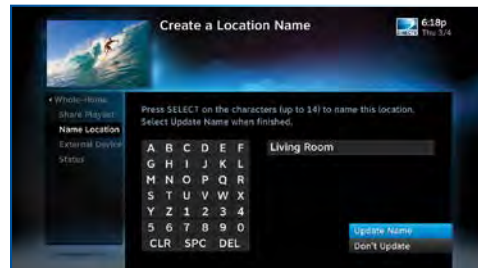 Create a Location Name
6:18p
Thu 3/4
Whole-Home
Share Playlist
Name Location
External Device
Status
Press SELECT on the characters (up to 14) to name this location.
Select Update Name when finished.
A B C D E F
G H I J K L
M N O P Q R
S T U V W X
Y Z 1 2 3 4
5 6 7 8 9 0
CLR SPC DEL
Living Room
Update Name
Don't Update